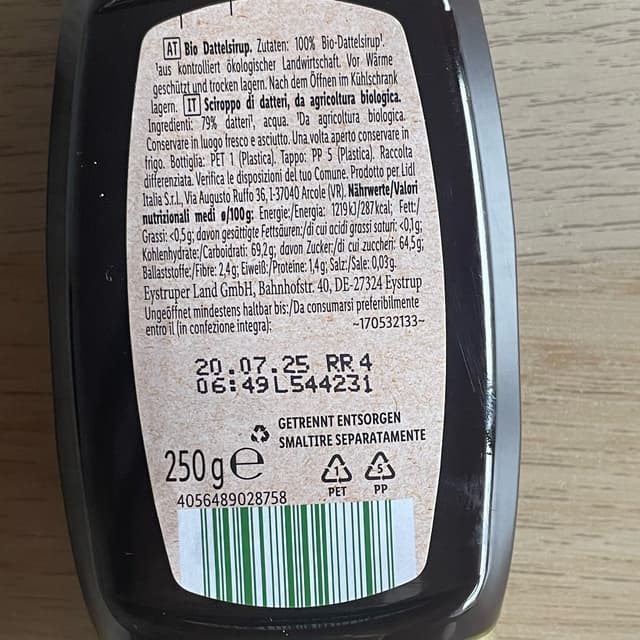 AT Bio Dattelsirup. Zutaten: 100% Bio-Dattelsirup¹.
¹aus kontrolliert ökologischer Landwirtschaft. Vor Wärme
geschützt und trocken lagern. Nach dem Öffnen im Kühlschrank
lagern. IT Sciroppo di datteri, da agricoltura biologica.
Ingredienti: 79% datteri¹, acqua. ¹Da agricoltura biologica.
Conservare in luogo fresco e asciutto. Una volta aperto conservare in
frigo. Bottiglia: PET 1 (Plastica). Tappo: PP 5 (Plastica). Raccolta
differenziata. Verifica le disposizioni del tuo Comune. Prodotto per Lidl
Italia S.r.l., Via Augusto Ruffo 36, I-37040 Arcole (VR). Nährwerte/Valori
nutrizionali medi ø/100g: Energie:/Energia: 1219 kJ/287 kcal; Fett:/
Grassi: <0,5g; davon gesättigte Fettsäuren:/di cui acidi grassi saturi: <0,1g;
Kohlenhydrate:/Carboidrati: 69,2g; davon Zucker:/di cui zuccheri: 64,5g;
Ballaststoffe:/Fibre: 2,4g; Eiweiß:/Proteine: 1,4g; Salz:/Sale: 0,03g.
Eystruper Land GmbH, Bahnhofstr. 40, DE-27324 Eystrup
Ungeöffnet mindestens haltbar bis:/Da consumarsi preferibilmente
entro il (in confezione integra): ~170532133~
20.07.25 RR4
06:49L544231
GETRENNT ENTSORGEN
SMALTIRE SEPARATAMENTE
250 g e
1 5
PET PP
4056489028758